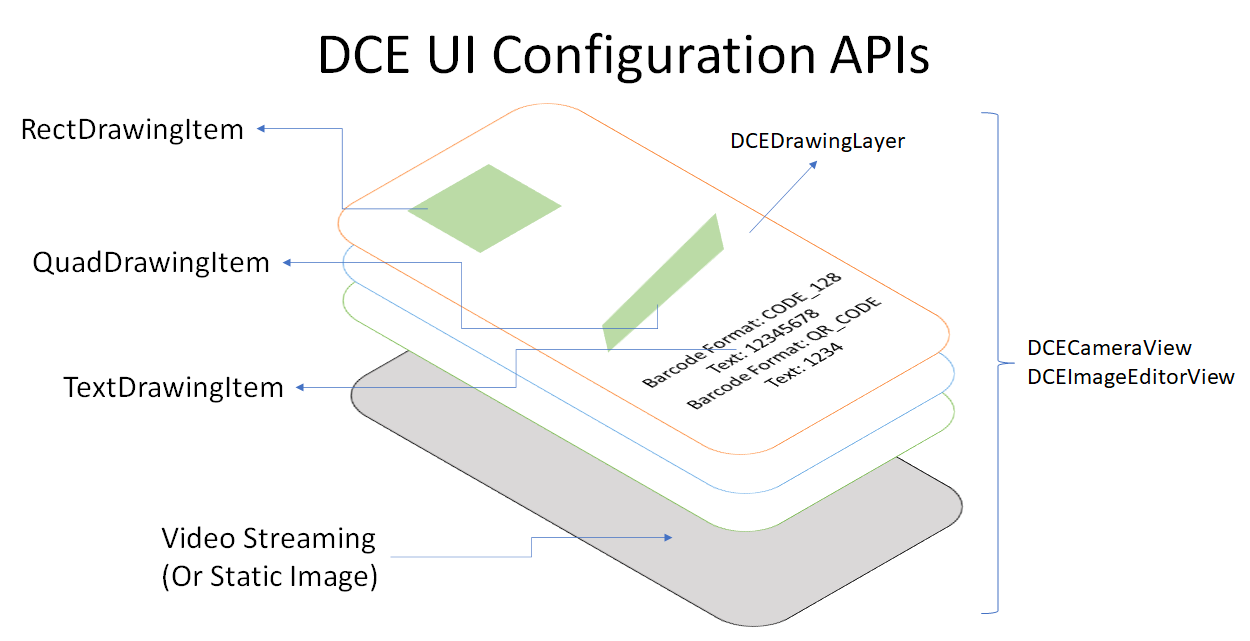 DCE UI Configuration APIs
RectDrawingItem
DCEDrawingLayer
QuadDrawingItem
Barcode Format: CODE_128
Text: 12345678
Barcode Format: QR_CODE
Text: 1234
DCECameraView
DCEImageEditorView
TextDrawingItem
Video Streaming
(Or Static Image)